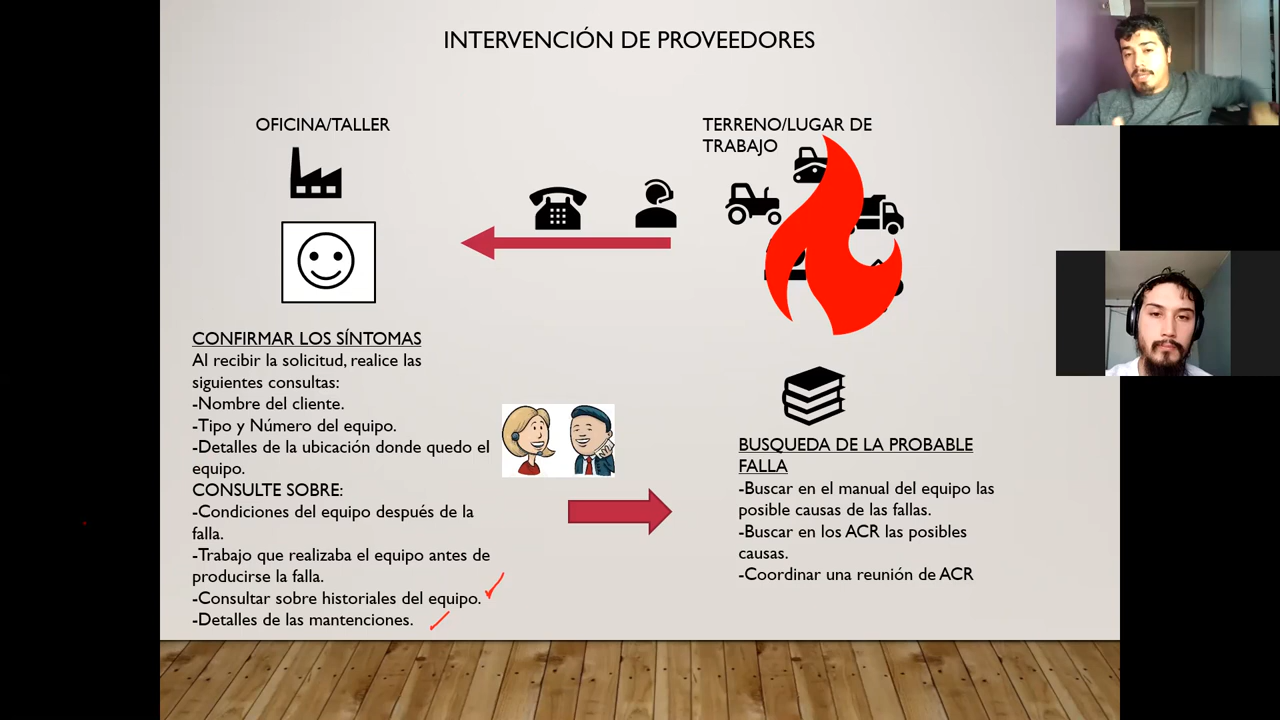 INTERVENCIÓN DE PROVEEDORES
OFICINA/TALLER
TERRENO/LUGAR DE
TRABAJO
CONFIRMAR LOS SÍNTOMAS
Al recibir la solicitud, realice las
siguientes consultas:
-Nombre del cliente.
-Tipo y Número del equipo.
-Detalles de la ubicación donde quedo el
equipo.
CONSULTE SOBRE:
-Condiciones del equipo después de la
falla.
-Trabajo que realizaba el equipo antes de
producirse la falla.
-Consultar sobre historiales del equipo.
-Detalles de las mantenciones.
BUSQUEDA DE LA PROBABLE
FALLA
-Buscar en el manual del equipo las
posible causas de las fallas.
-Buscar en los ACR las posibles
causas.
-Coordinar una reunión de ACR